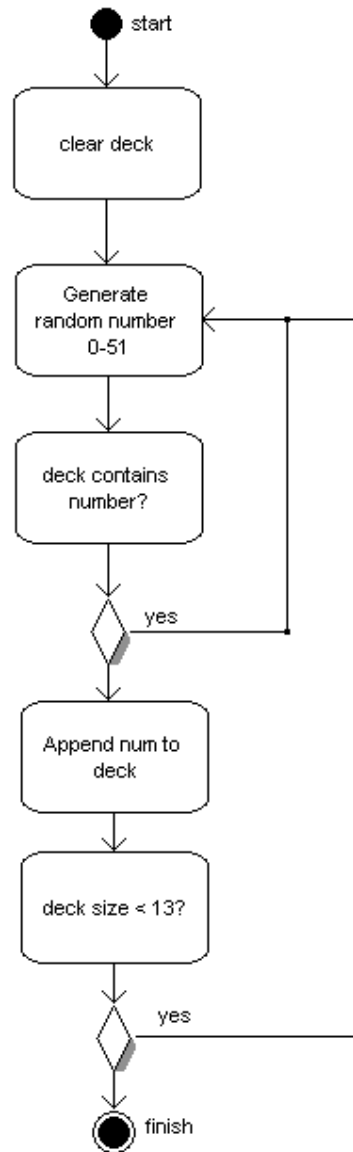 start
clear deck
Generate
random number
0-51
deck contains
number?
yes
Append num to
deck
deck size < 13?
yes
finish